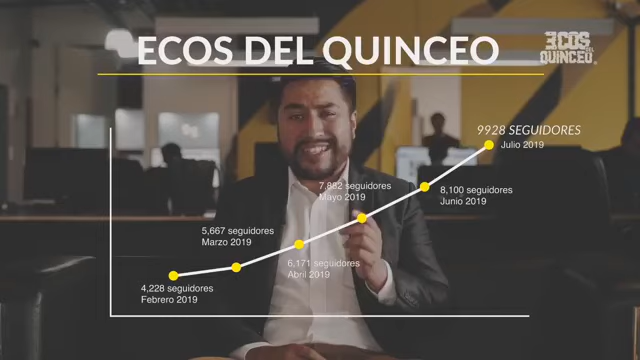 ECOS DEL QUINCEO
ECOS
DEL
QUINCEO
9928 SEGUIDORES
Julio 2019
7,882 seguidores
Mayo 2019
8,100 seguidores
Junio 2019
5,667 seguidores
Marzo 2019
6,171 seguidores
Abril 2019
4,228 seguidores
Febrero 2019